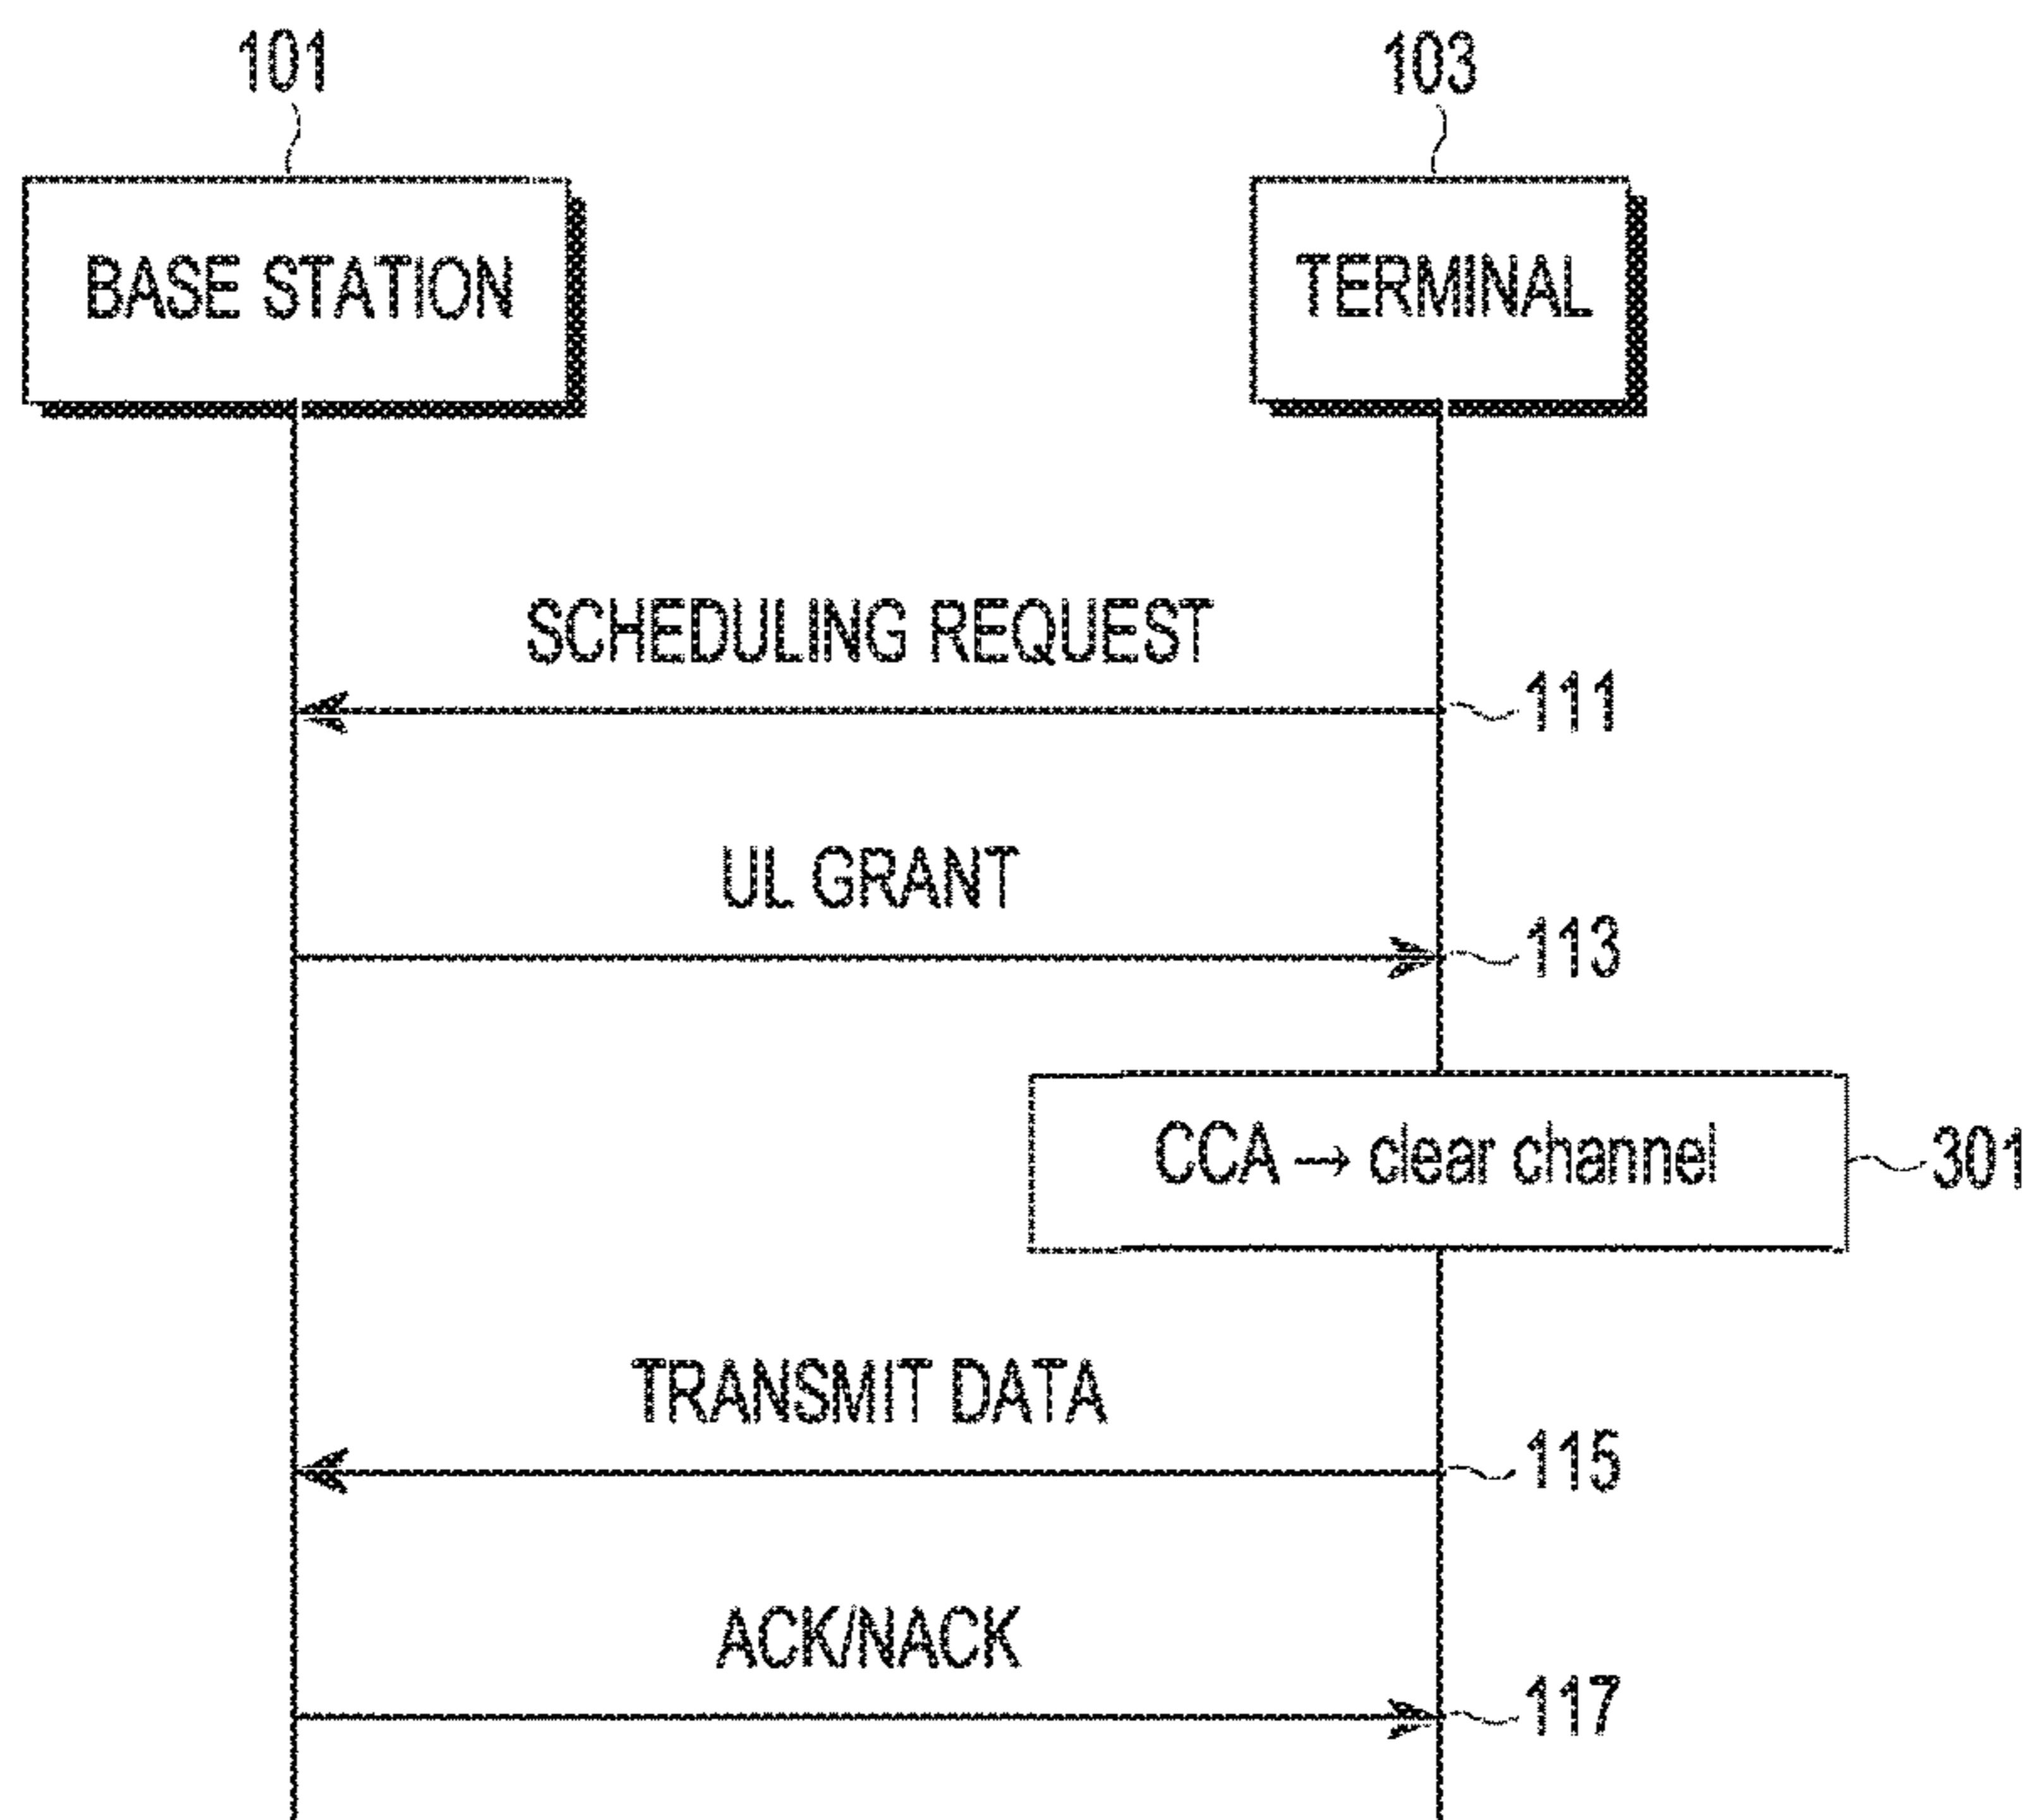 101
103
BASE STATION
TERMINAL
SCHEDULING REQUEST
111
UL GRANT
113
CCA → clear channel
301
TRANSMIT DATA
115
ACK/NACK
117